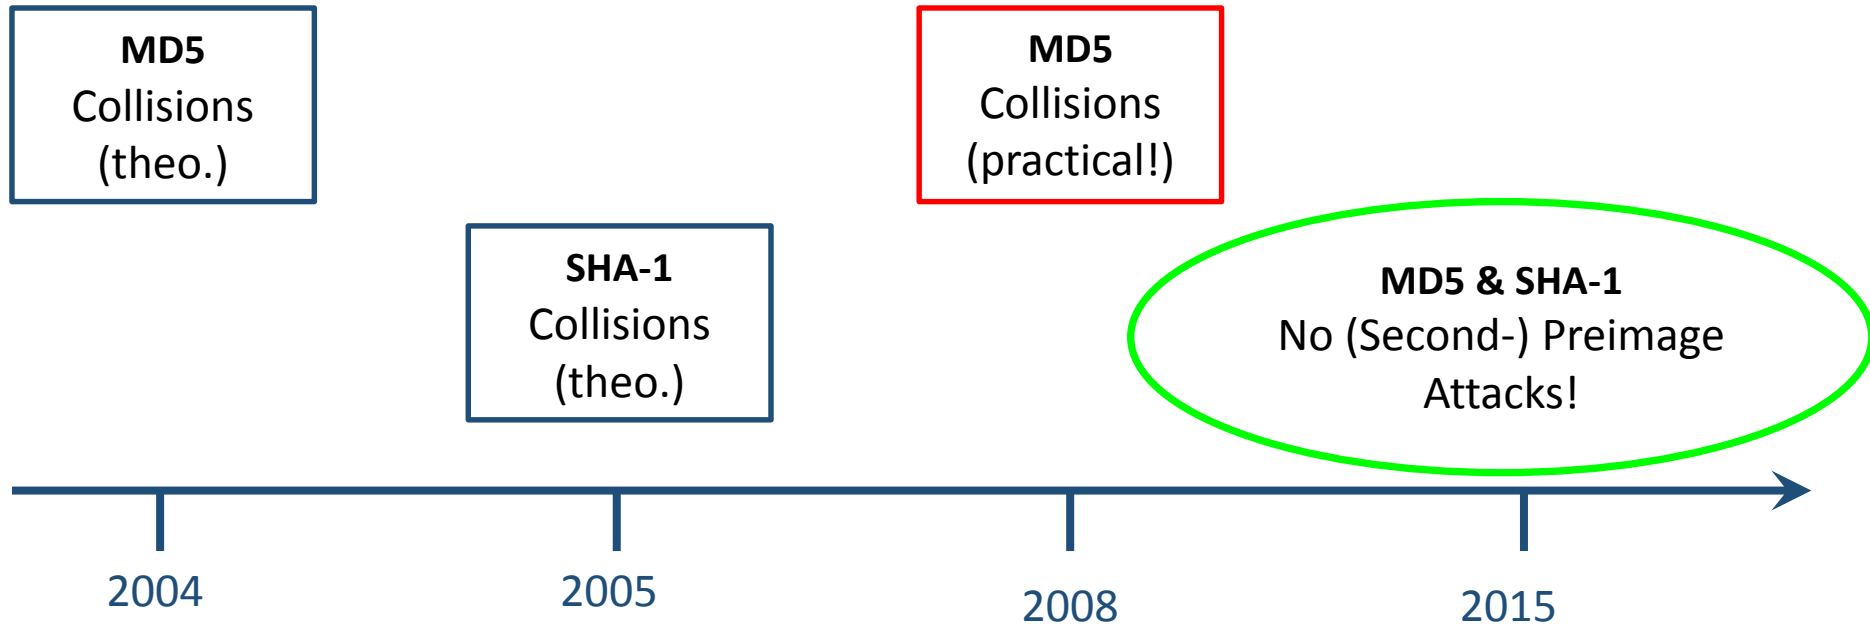 MD5
Collisions
(theo.)
MD5
Collisions
(practical!)
SHA-1
Collisions
(theo.)
MD5 & SHA-1
No (Second-) Preimage
Attacks!
2004
2005
2008
2015